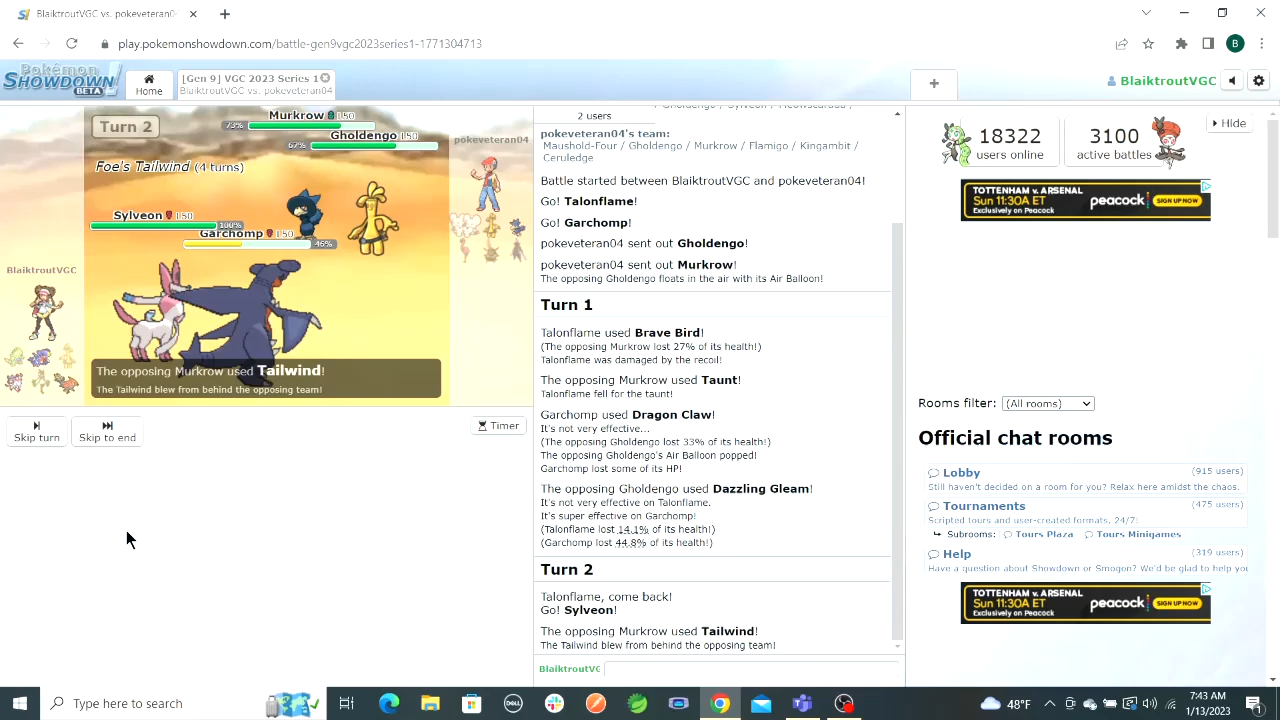 BlaiktroutVGC vs. pokeveteran0
play.pokemonshowdown.com/battle-gen9vgc2023series1-1771304713
B
Pokémon
SHOWDOWN!
BETA
Home
[Gen 9] VGC 2023 Series 1
BlaiktroutVGC vs. pokeveteran04
+
BlaiktroutVGC
Turn 2
Murkrow L50
73%
Gholdengo L50
67%
Foe's Tailwind (4 turns)
Sylveon L50
100%
Garchomp L50
46%
pokeveteran04
BlaiktroutVGC
The opposing Murkrow used Tailwind!
The Tailwind blew from behind the opposing team!
Skip turn
Skip to end
Timer
Gholdengo / Sylveon / Meowscarada /
2 users
pokeveteran04's team:
Maushold-Four / Gholdengo / Murkrow / Flamigo / Kingambit /
Ceruledge
Battle started between BlaiktroutVGC and pokeveteran04!
Go! Talonflame!
Go! Garchomp!
pokeveteran04 sent out Gholdengo!
pokeveteran04 sent out Murkrow!
The opposing Gholdengo floats in the air with its Air Balloon!
Turn 1
Talonflame used Brave Bird!
(The opposing Murkrow lost 27% of its health!)
Talonflame was damaged by the recoil!
The opposing Murkrow used Taunt!
Talonflame fell for the taunt!
Garchomp used Dragon Claw!
It's not very effective...
(The opposing Gholdengo lost 33% of its health!)
The opposing Gholdengo's Air Balloon popped!
Garchomp lost some of its HP!
The opposing Gholdengo used Dazzling Gleam!
It's not very effective on Talonflame.
It's super effective on Garchomp!
(Talonflame lost 14.1% of its health!)
(Garchomp lost 44.8% of its health!)
Turn 2
Talonflame, come back!
Go! Sylveon!
The opposing Murkrow used Tailwind!
The Tailwind blew from behind the opposing team!
BlaiktroutVG
18322
users online
3100
active battles
Hide
TOTTENHAM V. ARSENAL
Sun 11:30A ET
Exclusively on Peacock
peacock
SIGN UP NOW
Rooms filter: (All rooms)
Official chat rooms
Lobby (915 users)
Still haven't decided on a room for you? Relax here amidst the chaos.
Tournaments (475 users)
Scripted tours and user-created formats, 24/7!
Subrooms: Tours Plaza Tours Minigames
Help (319 users)
Have a question about Showdown or Smogon? We'd be glad to help you
TOTTENHAM V. ARSENAL
Sun 11:30A ET
Exclusively on Peacock
peacock
SIGN UP NOW
Type here to search
DELL
48°F
7:43 AM
1/13/2023
1